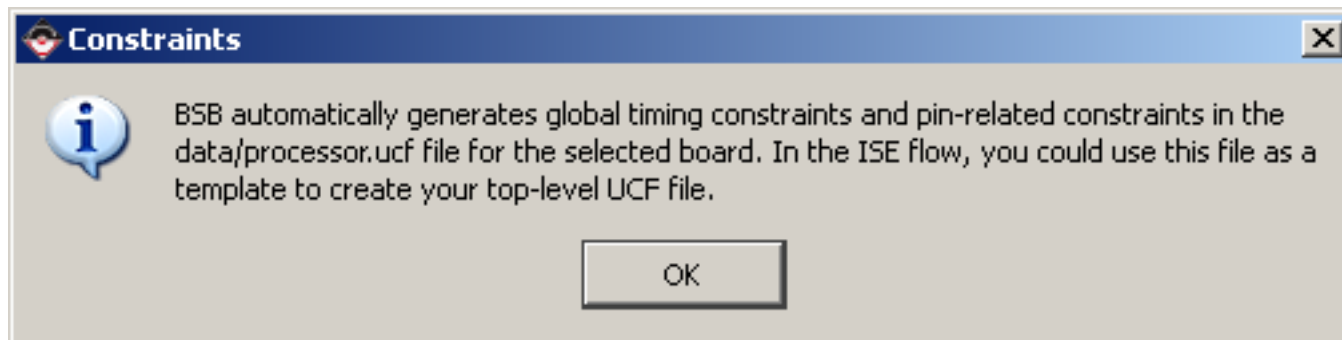 Constraints
BSB automatically generates global timing constraints and pin-related constraints in the
data/processor.ucf file for the selected board. In the ISE flow, you could use this file as a
template to create your top-level UCF file.
OK